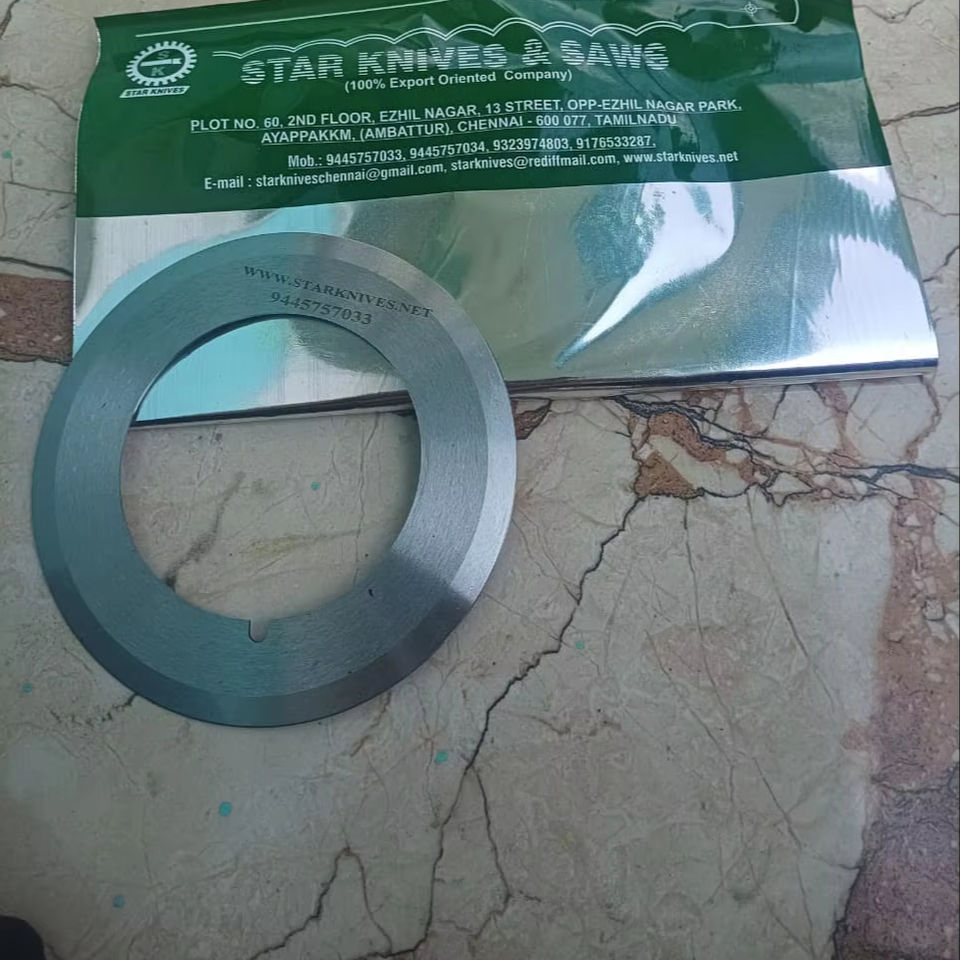 S
K
STAR KNIVES
STAR KNIVES & SAWS
(100% Export Oriented Company)
PLOT NO. 60, 2ND FLOOR, EZHIL NAGAR, 13 STREET, OPP-EZHIL NAGAR PARK,
AYAPPAKKM, (AMBATTUR), CHENNAI - 600 077, TAMILNADU
Mob.: 9445757033, 9445757034, 9323974803, 9176533287,
E-mail : starkniveschennai@gmail.com, starknives@rediffmail.com, www.starknives.net
WWW.STARKNIVES.NET
9445757033